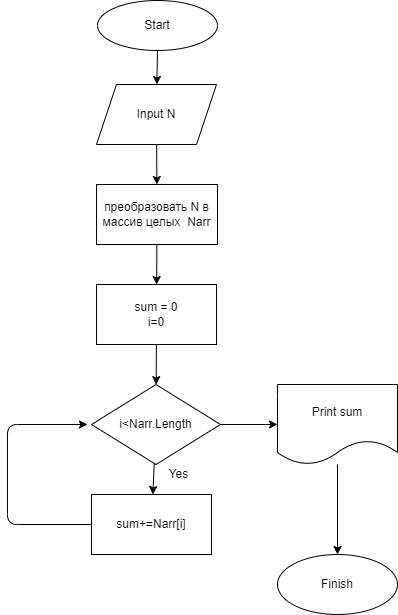 Start
Input N
преобразовать N в
массив целых Narr
sum = 0
i=0
i<Narr.Length
Print sum
Yes
sum+=Narr[i]
Finish